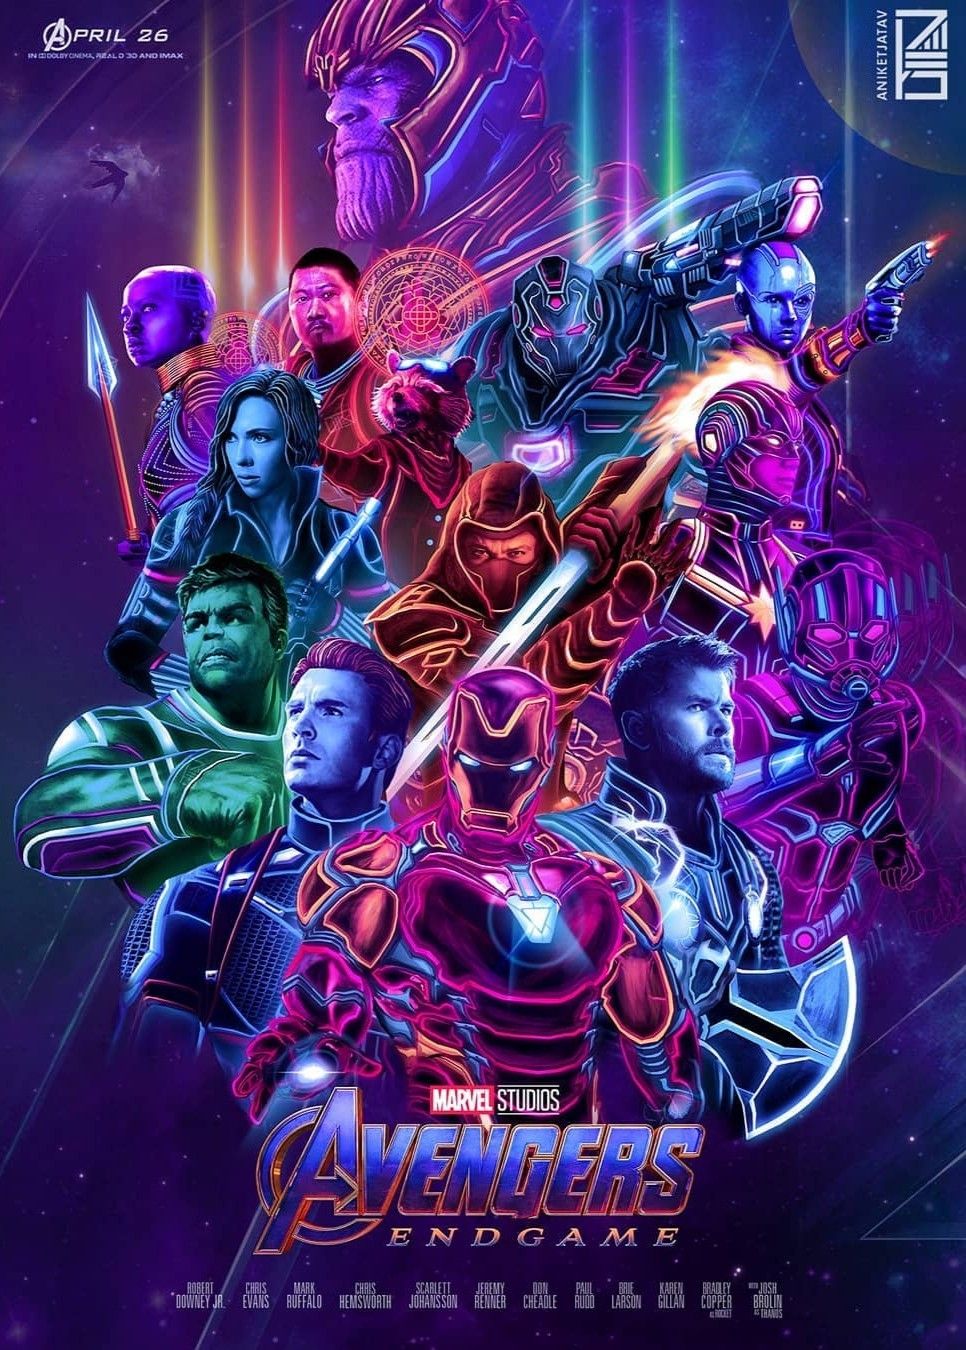 APRIL 26
IN DOLBY CINEMA, REAL D 3D AND IMAX
ANIKETJATAV
MARVEL STUDIOS
AVENGERS
ENDGAME
ROBERT DOWNEY JR.
CHRIS EVANS
MARK RUFFALO
CHRIS HEMSWORTH
SCARLETT JOHANSSON
JEREMY RENNER
DON CHEADLE
PAUL RUDD
BRIE LARSON
KAREN GILLAN
BRADLEY COPPER AS ROCKET
WITH JOSH BROLIN AS THANOS